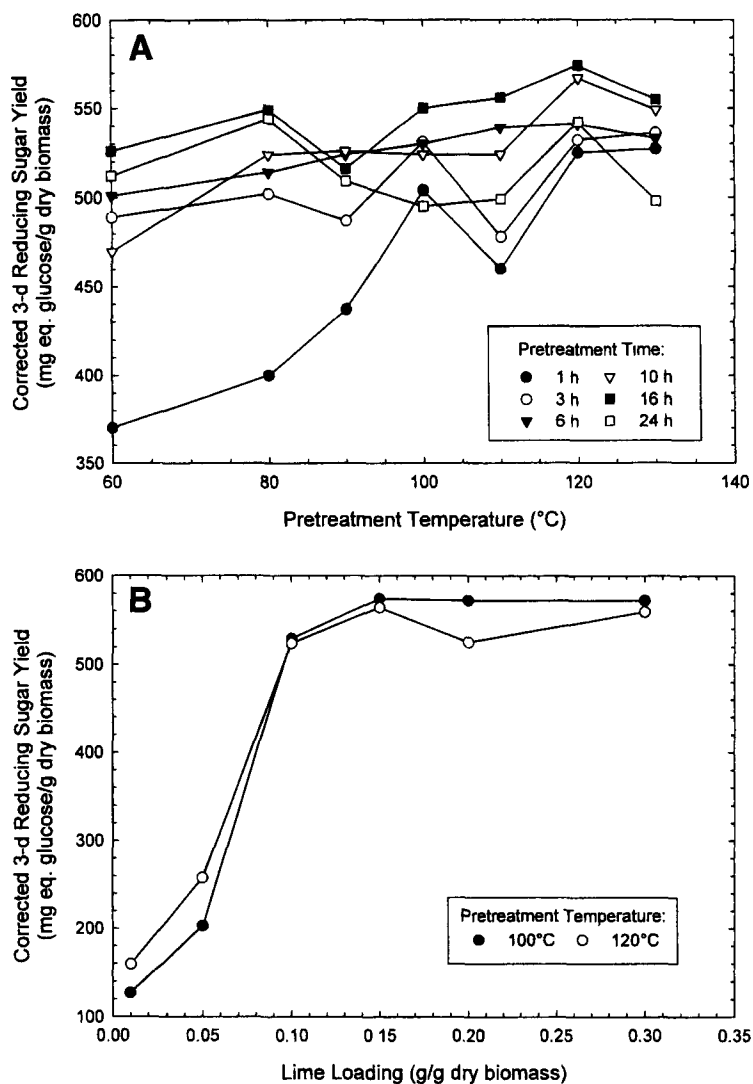 A
Corrected 3-d Reducing Sugar Yield
(mg eq. glucose/g dry biomass)
600
550
500
450
400
350
60
80
100
120
140
Pretreatment Temperature (°C)
Pretreatment Time:
1 h
10 h
3 h
16 h
6 h
24 h
B
Corrected 3-d Reducing Sugar Yield
(mg eq. glucose/g dry biomass)
600
500
400
300
200
100
0.00
0.05
0.10
0.15
0.20
0.25
0.30
0.35
Lime Loading (g/g dry biomass)
Pretreatment Temperature:
100°C
120°C